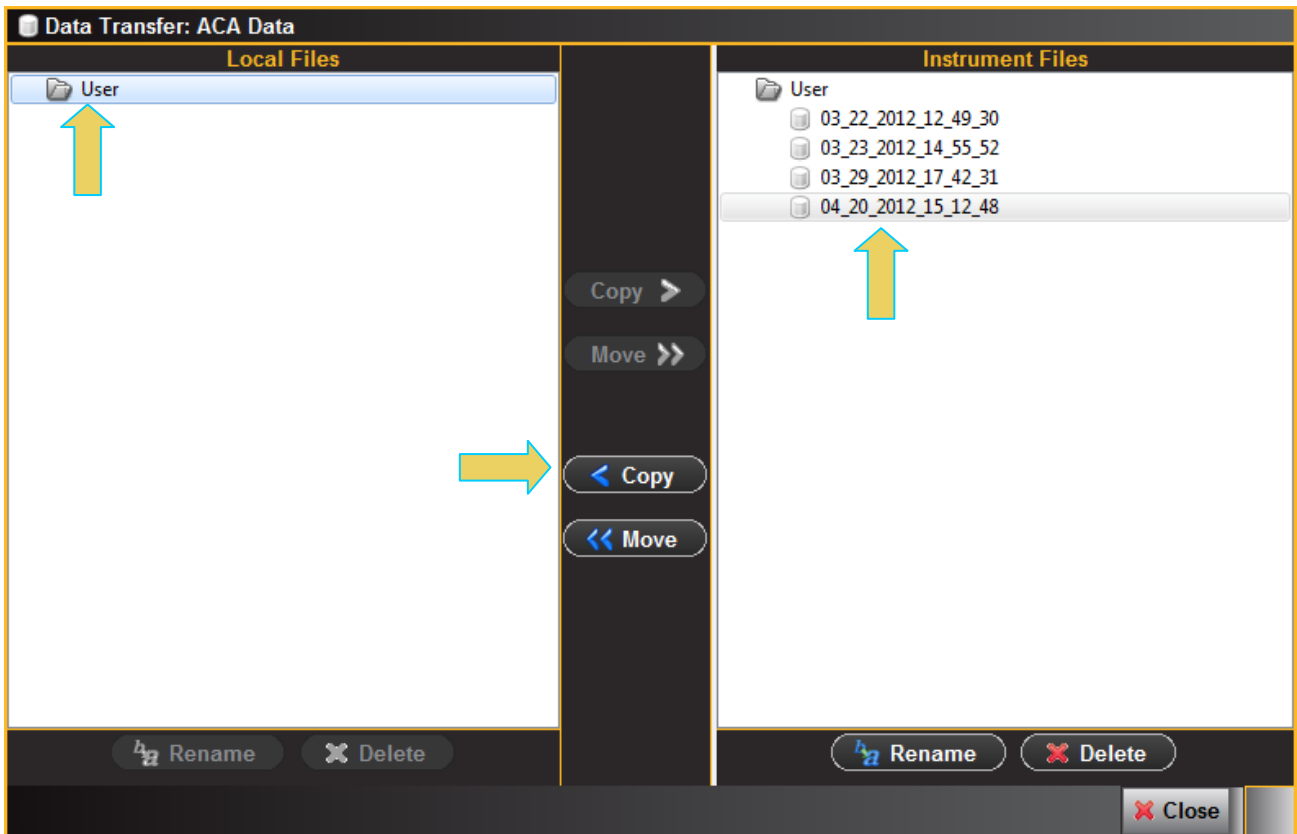 Data Transfer: ACA Data
Local Files
User
Instrument Files
User
03_22_2012_12_49_30
03_23_2012_14_55_52
03_29_2012_17_42_31
04_20_2012_15_12_48
Copy
Move
Copy
Move
Rename
Delete
Rename
Delete
Close